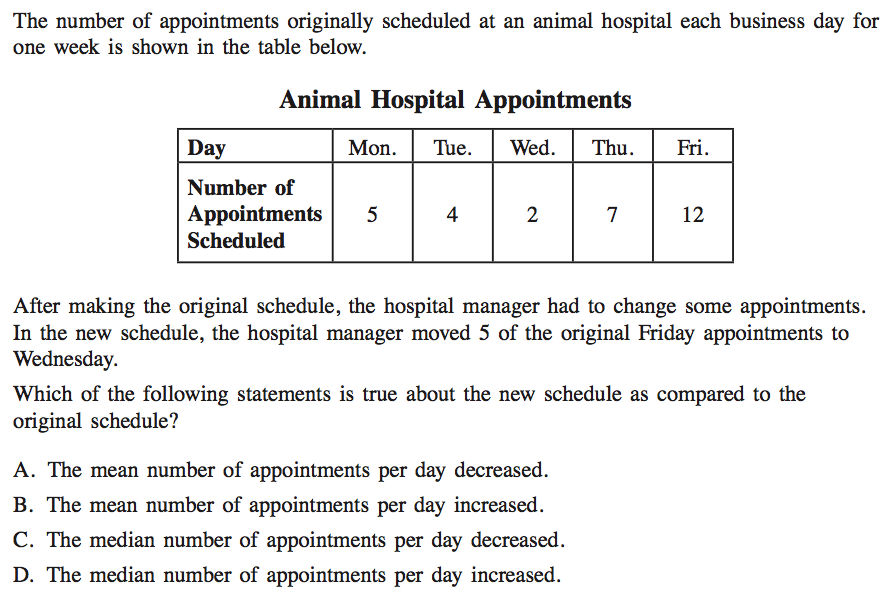 The number of appointments originally scheduled at an animal hospital each business day for
one week is shown in the table below.
Animal Hospital Appointments
Day Mon. Tue. Wed. Thu. Fri.
Number of
Appointments 5 4 2 7 12
Scheduled
After making the original schedule, the hospital manager had to change some appointments.
In the new schedule, the hospital manager moved 5 of the original Friday appointments to
Wednesday.
Which of the following statements is true about the new schedule as compared to the
original schedule?
A. The mean number of appointments per day decreased.
B. The mean number of appointments per day increased.
C. The median number of appointments per day decreased.
D. The median number of appointments per day increased.